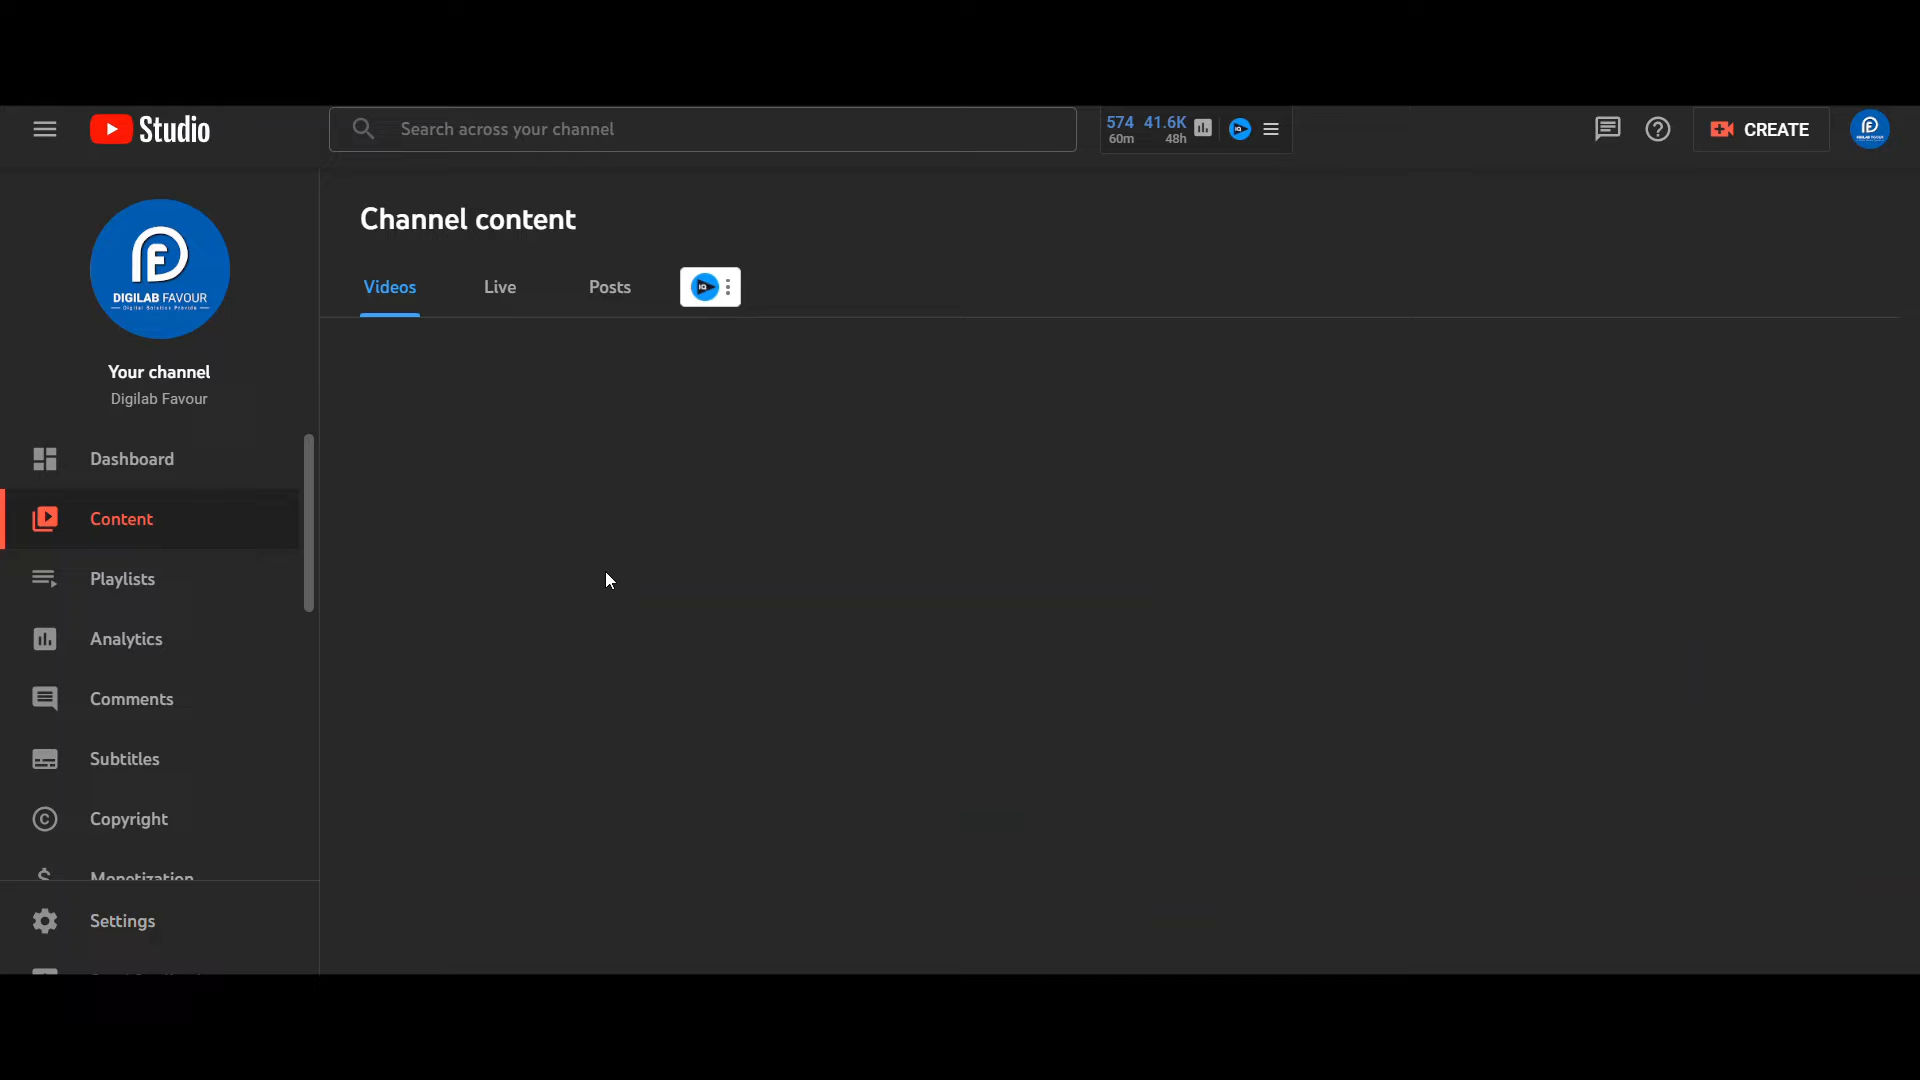 Studio
Search across your channel
574 41.6K
60m 48h
CREATE
DIGILAB FAVOUR
Your channel
Digilab Favour
Channel content
Videos
Live
Posts
Dashboard
Content
Playlists
Analytics
Comments
Subtitles
Copyright
Monetization
Settings